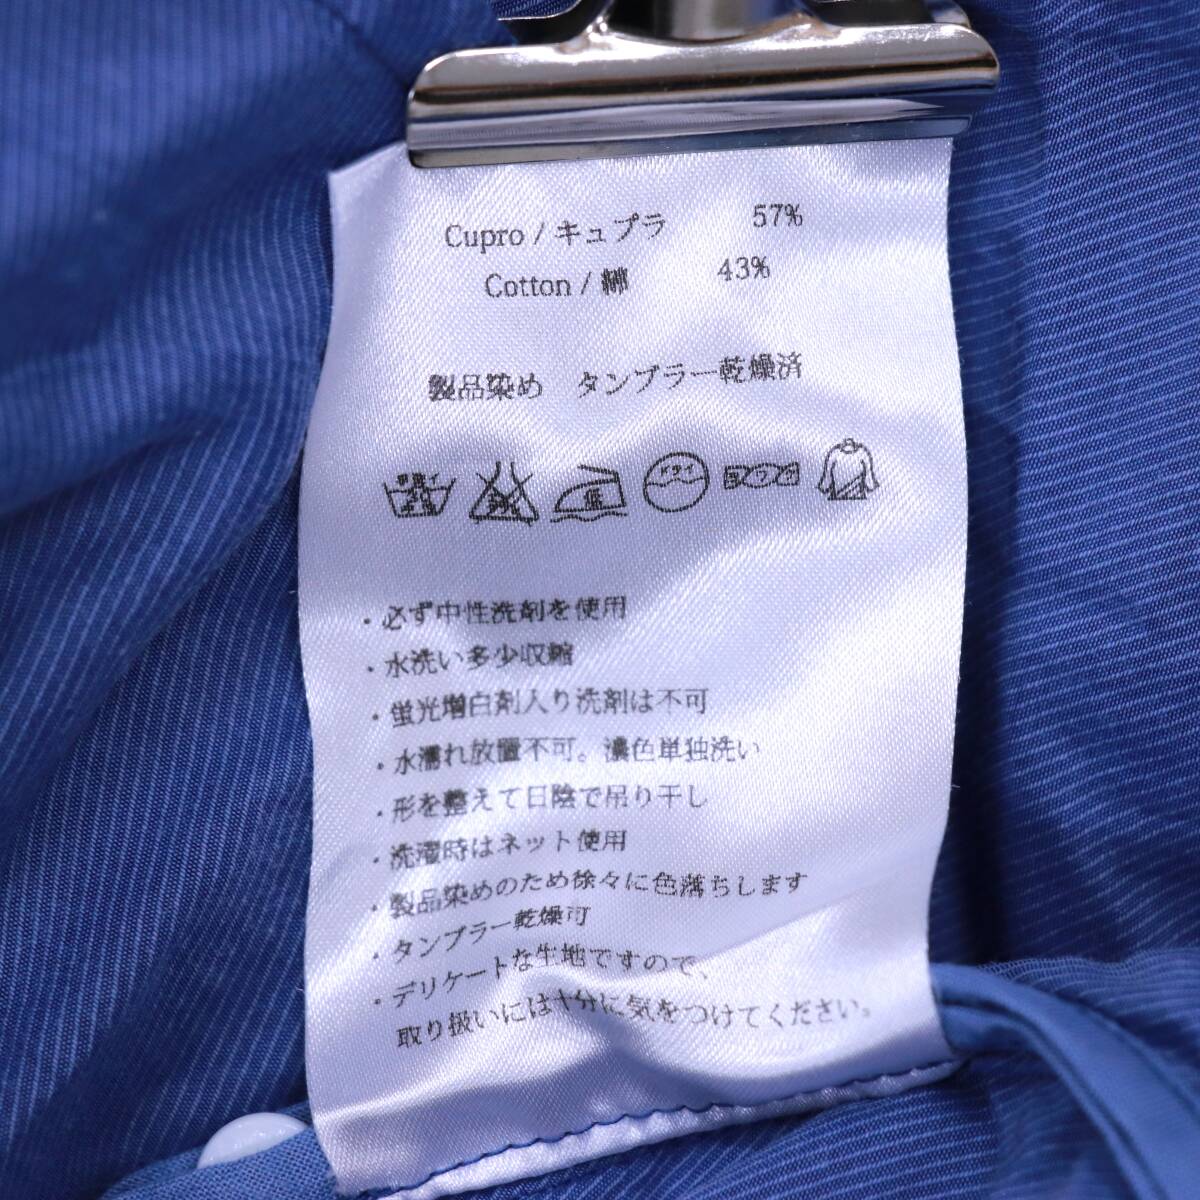 Cupro / キュプラ 57%
Cotton / 綿 43%
製品染め タンブラー乾燥済
ドライ
・必ず中性洗剤を使用
・水洗い多少収縮
・蛍光増白剤入り洗剤は不可
・水濡れ放置不可。濃色単独洗い
・形を整えて日陰で吊り干し
・洗濯時はネット使用
・製品染めのため徐々に色落ちします
・タンブラー乾燥可
・デリケートな生地ですので、
取り扱いには十分に気をつけてください。